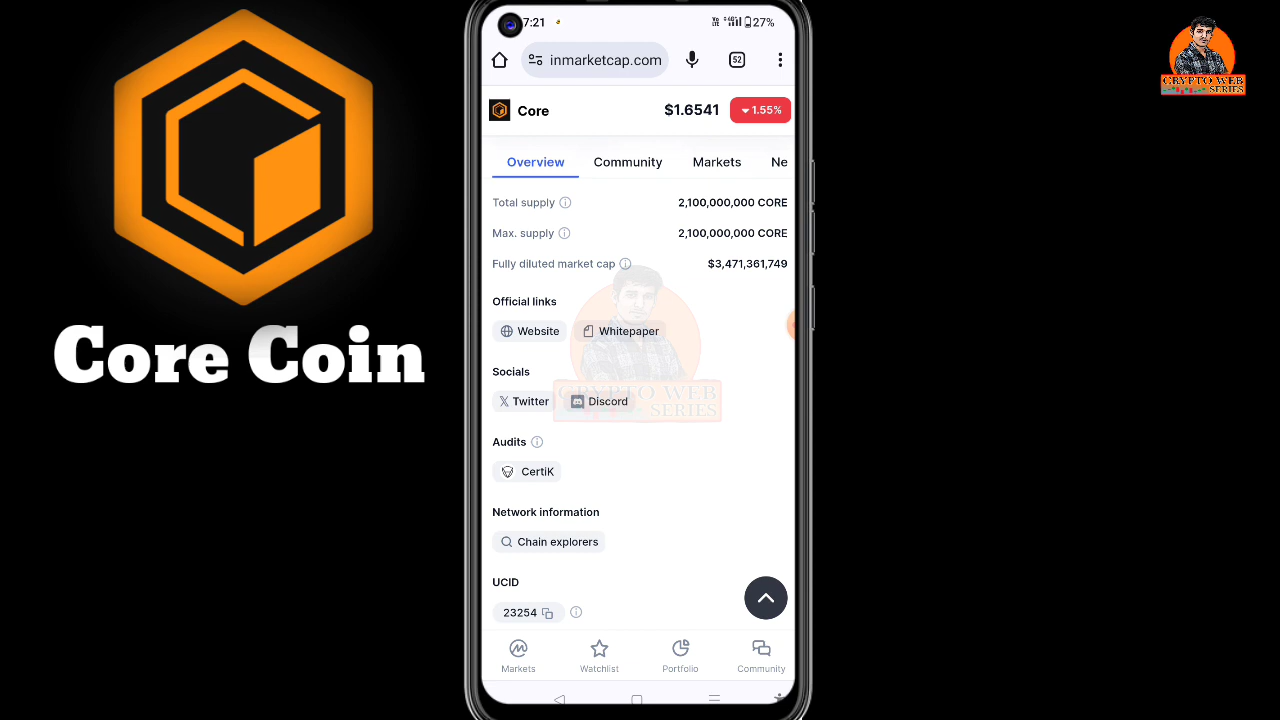 7:21
27%
inmarketcap.com
52
Core
$1.6541
1.55%
Overview
Community
Markets
Ne
Total supply
2,100,000,000 CORE
Max. supply
2,100,000,000 CORE
Fully diluted market cap
$3,471,361,749
Official links
Website
Whitepaper
Socials
Twitter
Discord
Audits
CertiK
Network information
Chain explorers
UCID
23254
Markets
Watchlist
Portfolio
Community
Core Coin
CRYPTO WEB
SERIES
CRYPTO WEB
SERIES